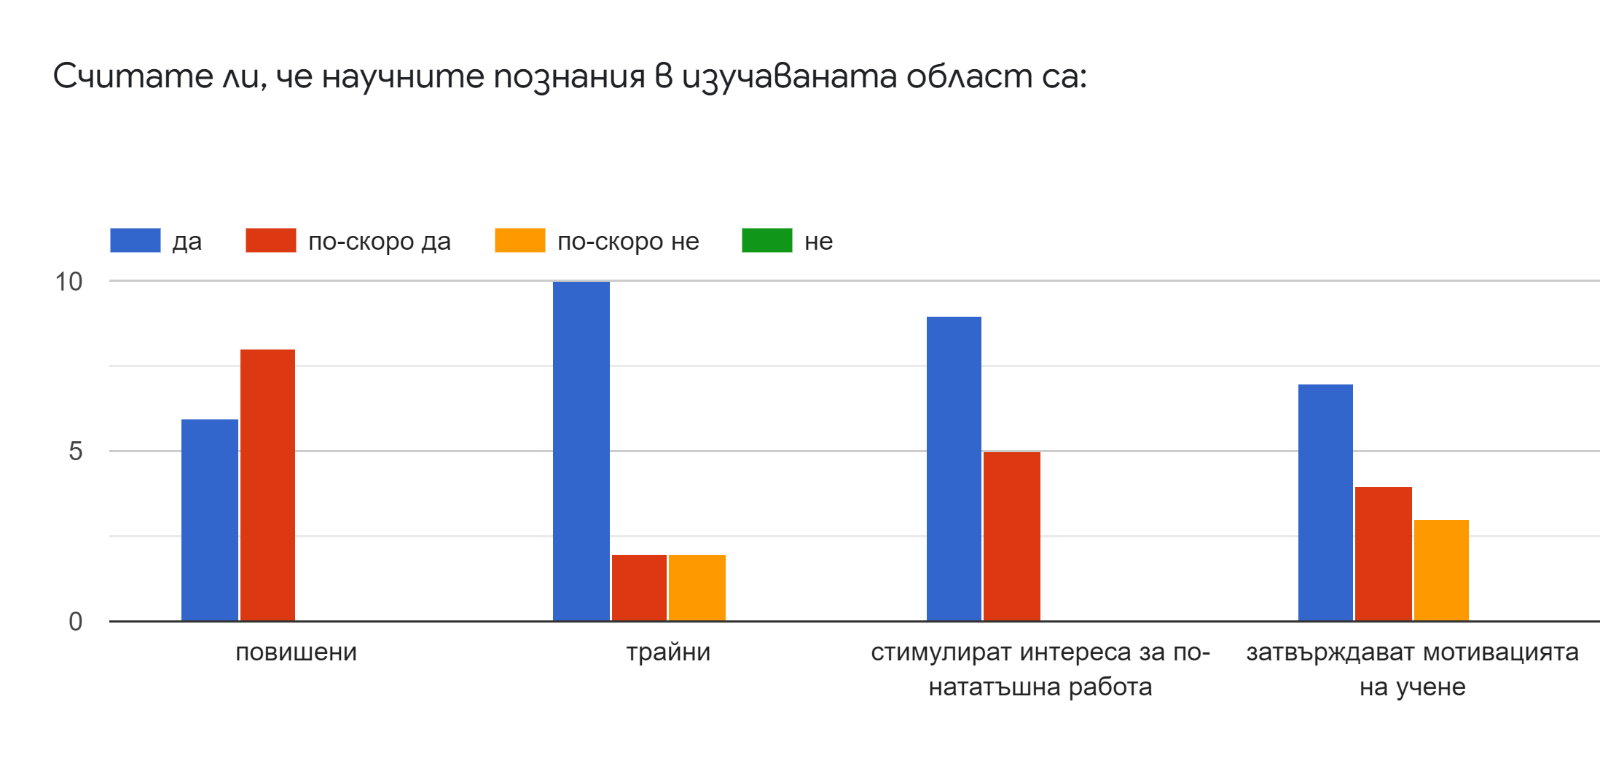 Считате ли, че научните познания в изучаваната област са:
да по-скоро да по-скоро не не
10
5
0
повишени трайни стимулират интереса за по- затвърждават мотивацията
нататъшна работа на учене